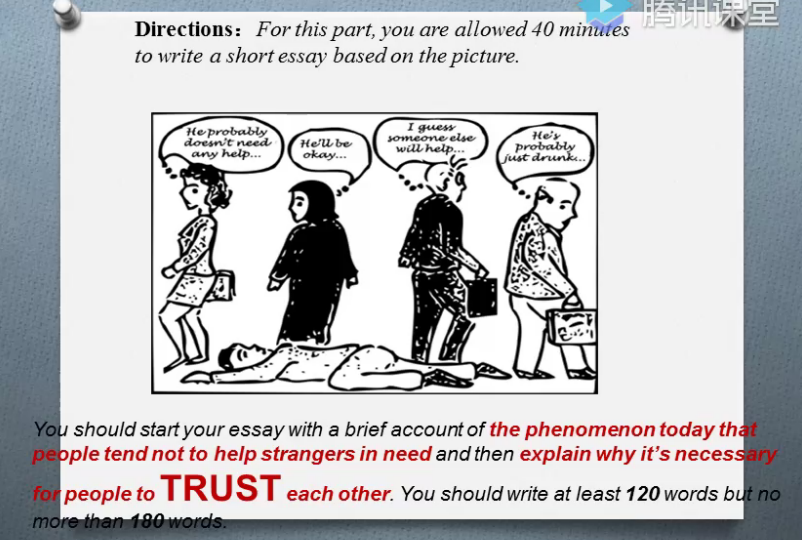 腾讯课堂
Directions: For this part, you are allowed 40 minutes
to write a short essay based on the picture.
He probably
doesn't need
any help...
He'll be
okay...
I guess
someone else
will help...
He's
probably
just drunk...
You should start your essay with a brief account of the phenomenon today that
people tend not to help strangers in need and then explain why it's necessary
for people to TRUST each other. You should write at least 120 words but no
more than 180 words.